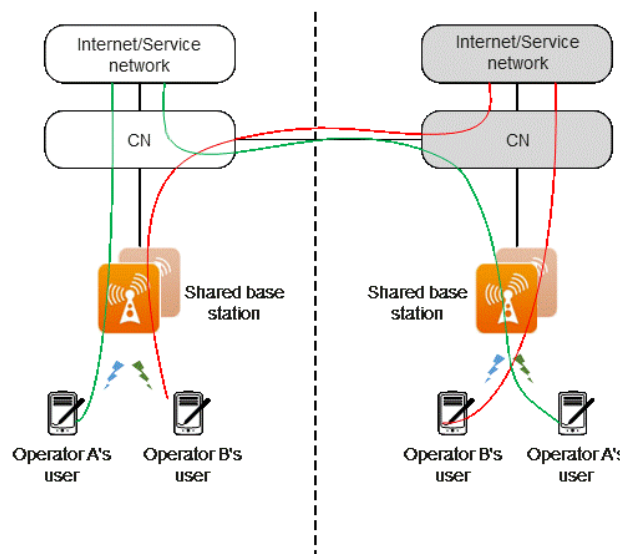 Internet/Service
network
Internet/Service
network
CN
CN
Shared base
station
Shared base
station
Operator A's
user
Operator B's
user
Operator B's
user
Operator A's
user